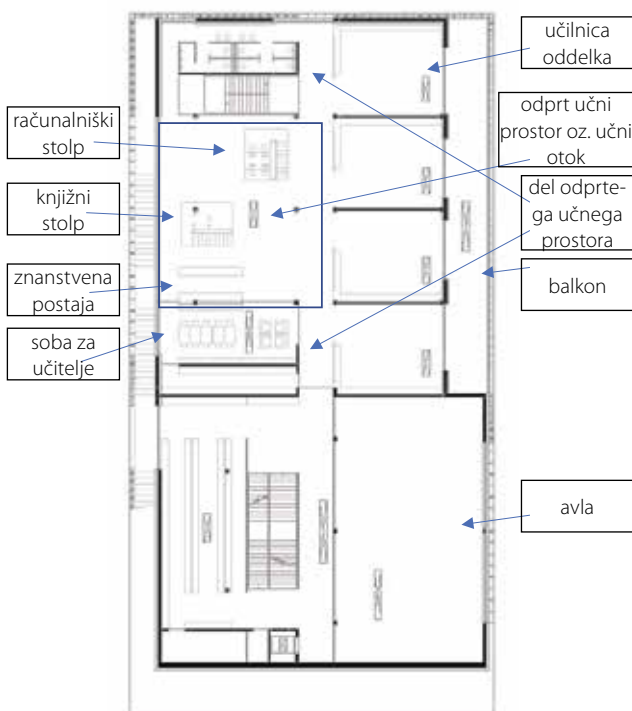 računalniški
stolp
knjižni
stolp
znanstvena
postaja
soba za
učitelje
učilnica
oddelka
odprt učni
prostor oz. učni
otok
del odprte-
ga učnega
prostora
balkon
avla